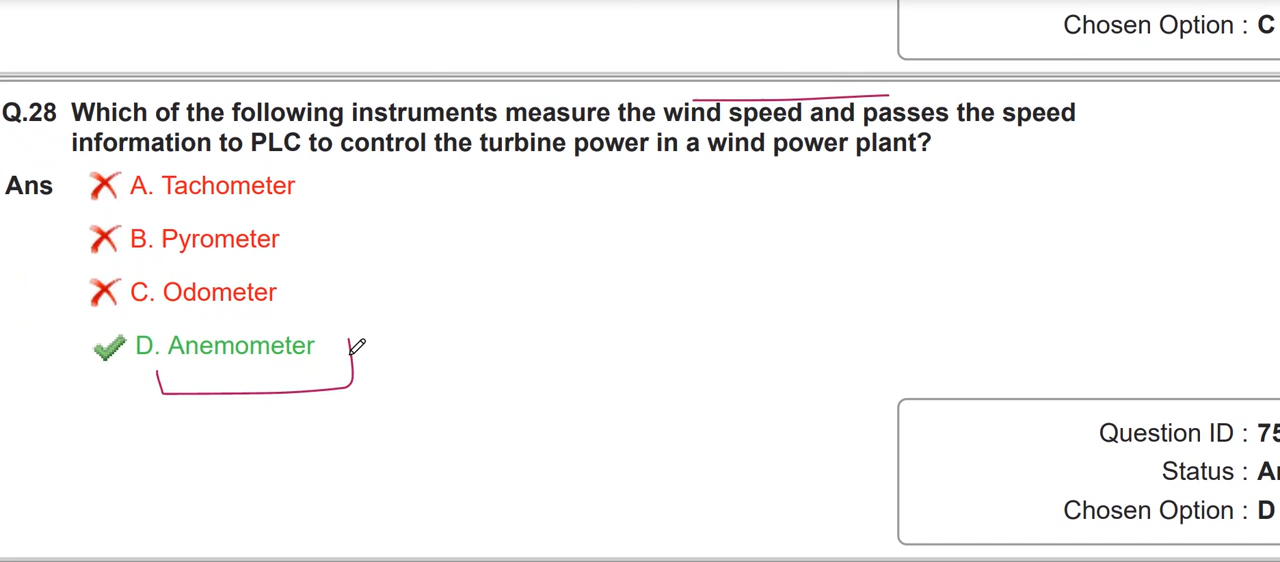 Chosen Option : C
Q.28 Which of the following instruments measure the wind speed and passes the speed
information to PLC to control the turbine power in a wind power plant?
Ans A. Tachometer
B. Pyrometer
C. Odometer
D. Anemometer
Question ID : 75
Status :
Chosen Option : D